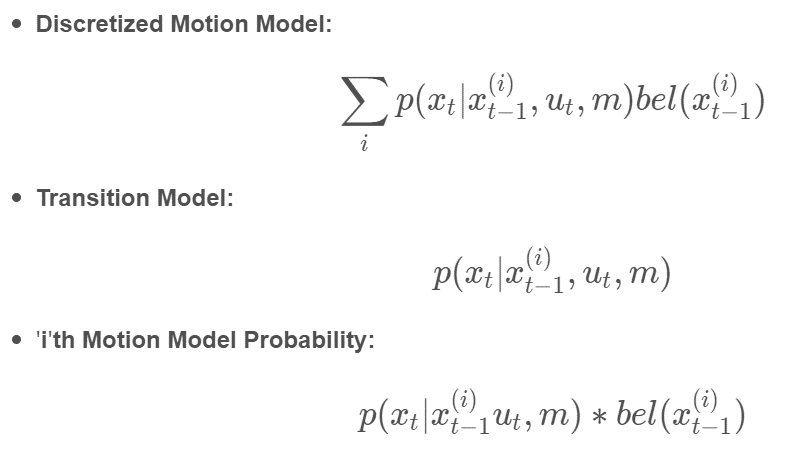 • Discretized Motion Model:
$$\sum_{i} p(x_t|x_{t-1}^{(i)}, u_t, m)bel(x_{t-1}^{(i)})$$
• Transition Model:
$$p(x_t|x_{t-1}^{(i)}, u_t, m)$$
• 'i'th Motion Model Probability:
$$p(x_t|x_{t-1}^{(i)}u_t, m) * bel(x_{t-1}^{(i)})$$